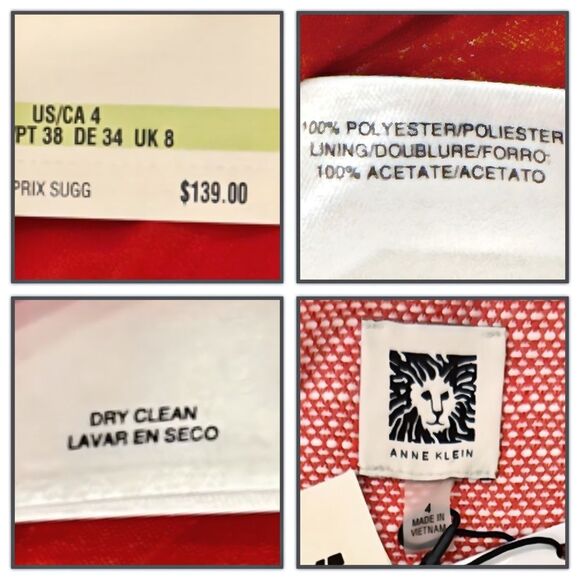 US/CA 4
PT 38 DE 34 UK 8
PRIX SUGG $139.00
100% POLYESTER/POLIESTER
LINING/DOUBLURE/FORRO:
100% ACETATE/ACETATO
DRY CLEAN
LAVAR EN SECO
ANNE KLEIN
4
MADE IN
VIETNAM